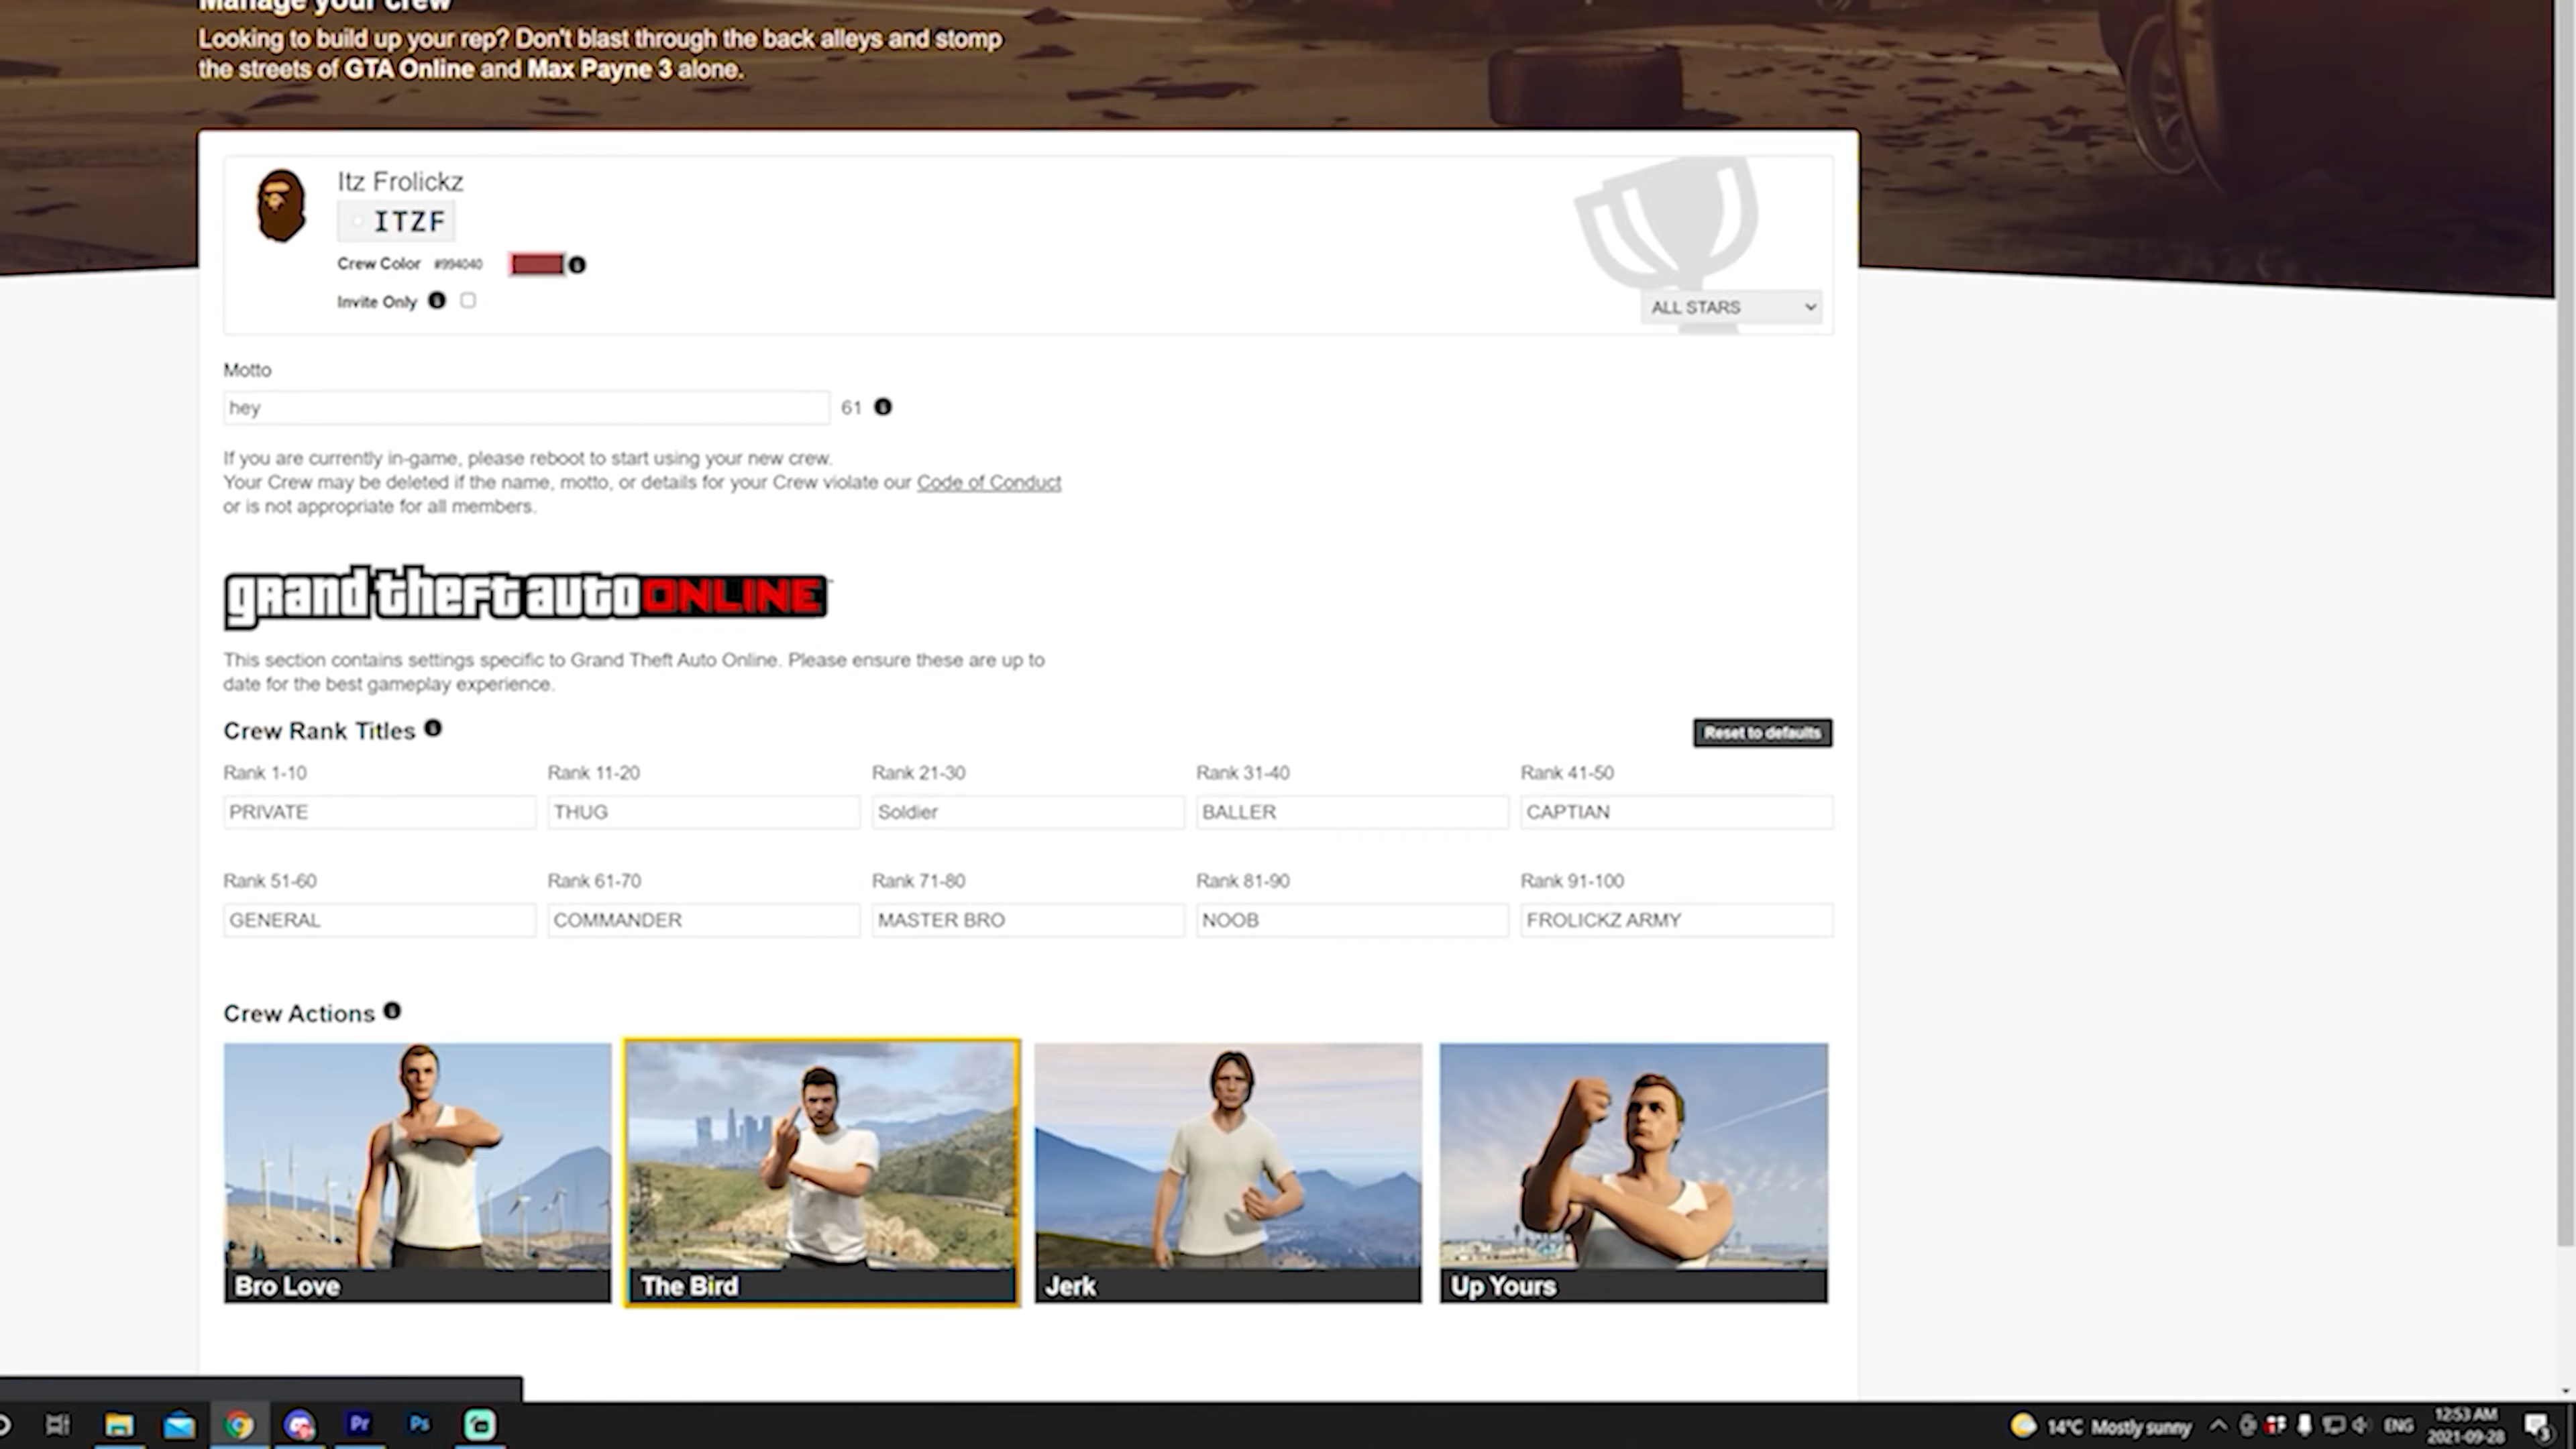 Manage your crew
Looking to build up your rep? Don't blast through the back alleys and stomp
the streets of GTA Online and Max Payne 3 alone.
Itz Frolickz
ITZF
Crew Color #994040
Invite Only
ALL STARS
Motto
hey 61
If you are currently in-game, please reboot to start using your new crew.
Your Crew may be deleted if the name, motto, or details for your Crew violate our Code of Conduct
or is not appropriate for all members.
grand theft auto ONLINE
This section contains settings specific to Grand Theft Auto Online. Please ensure these are up to
date for the best gameplay experience.
Crew Rank Titles Reset to defaults
Rank 1-10 Rank 11-20 Rank 21-30 Rank 31-40 Rank 41-50
PRIVATE THUG Soldier BALLER CAPTIAN
Rank 51-60 Rank 61-70 Rank 71-80 Rank 81-90 Rank 91-100
GENERAL COMMANDER MASTER BRO NOOB FROLICKZ ARMY
Crew Actions
Bro Love The Bird Jerk Up Yours
Pr Ps 14°C Mostly sunny ENG 12:53 AM
2021-09-28 3